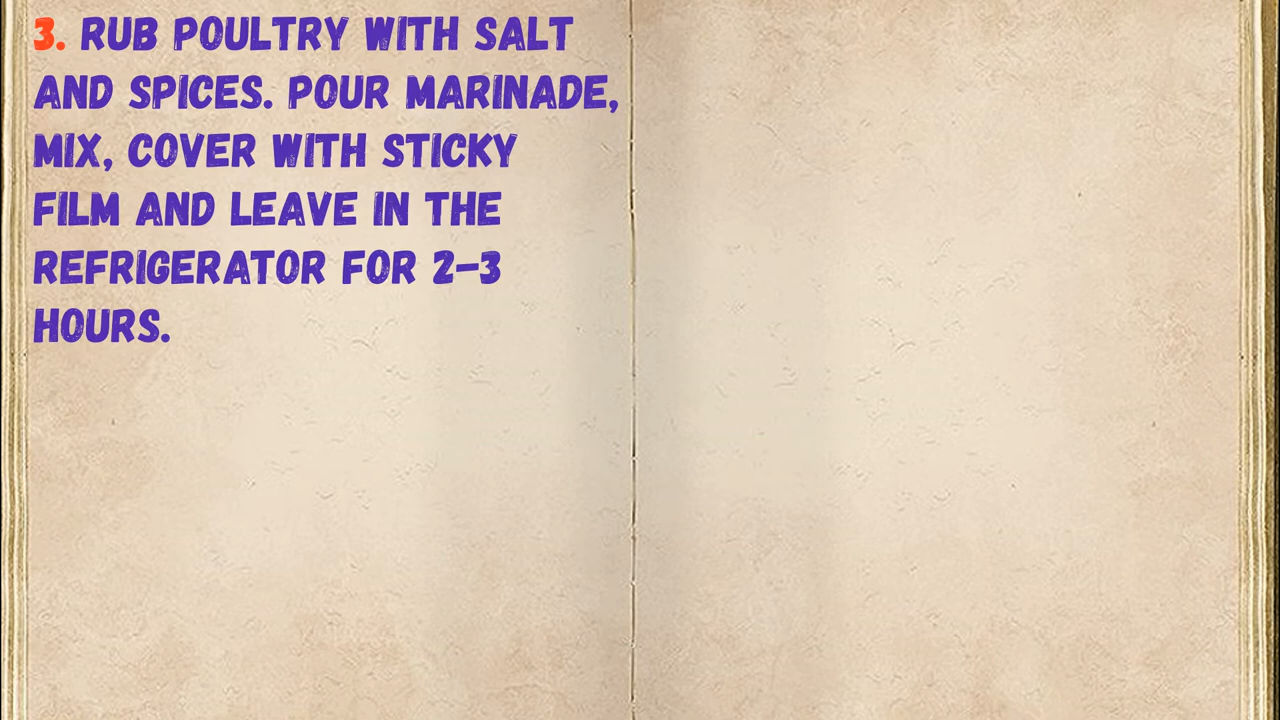 3. RUB POULTRY WITH SALT
AND SPICES. POUR MARINADE,
MIX, COVER WITH STICKY
FILM AND LEAVE IN THE
REFRIGERATOR FOR 2–3
HOURS.